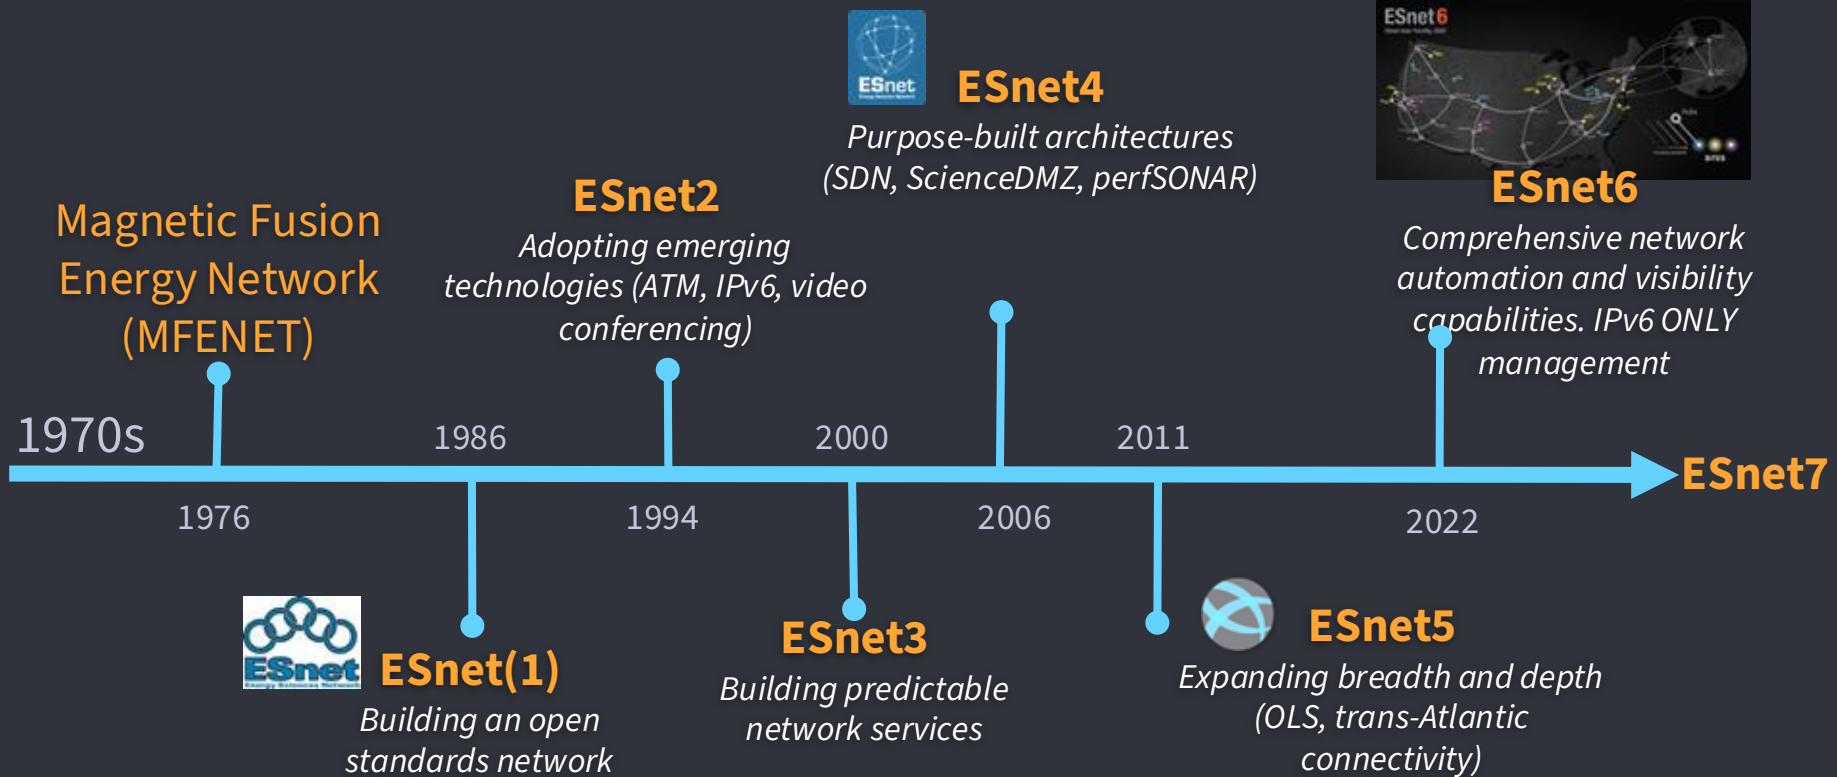 ESnet
ESnet4
Purpose-built architectures
(SDN, ScienceDMZ, perfSONAR)
ESnet6
ESnet6
Comprehensive network
automation and visibility
capabilities. IPv6 ONLY
management
ESnet2
Adopting emerging
technologies (ATM, IPv6, video
conferencing)
Magnetic Fusion
Energy Network
(MFENET)
1970s
1986
2000
2011
ESnet7
1976
1994
2006
2022
ESnet
ESnet(1)
Building an open
standards network
ESnet3
Building predictable
network services
ESnet5
Expanding breadth and depth
(OLS, trans-Atlantic
connectivity)